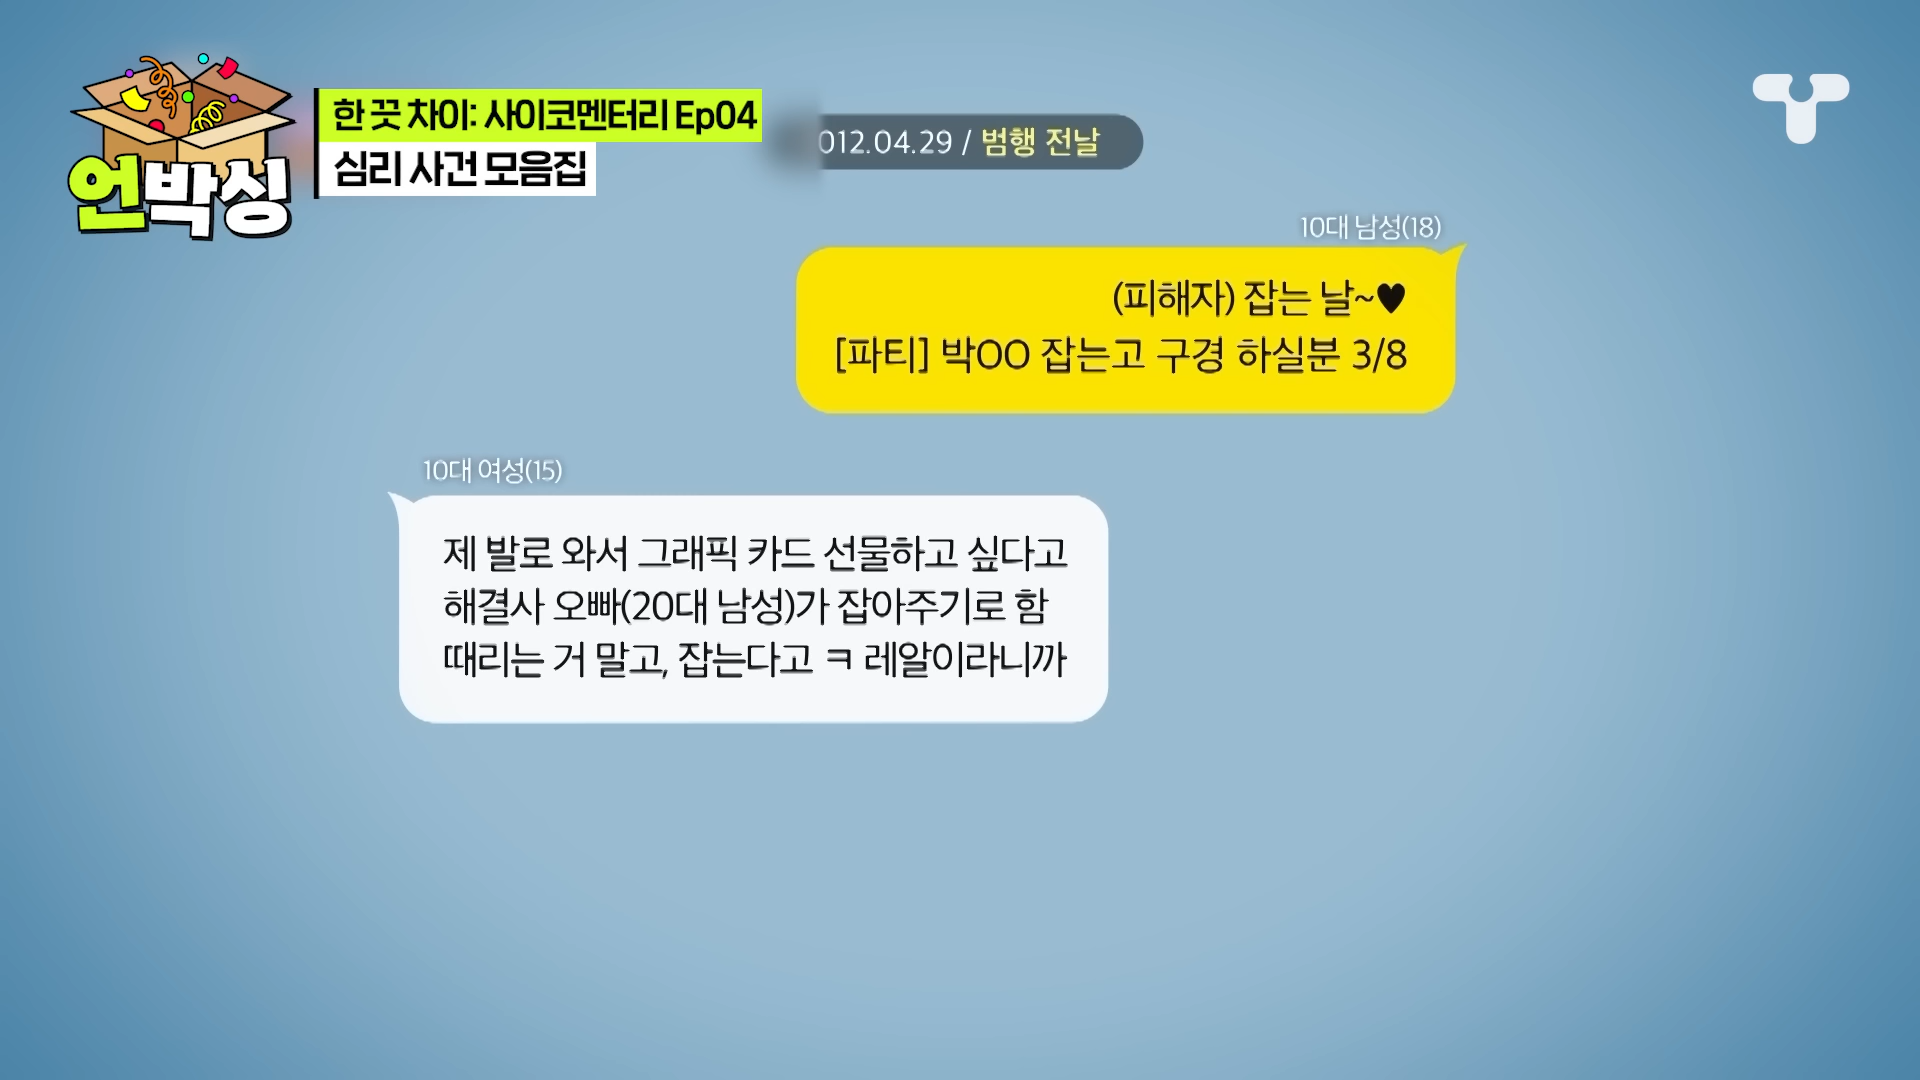 언박싱
한 끗 차이: 사이코멘터리 Ep04
심리 사건 모음집
012.04.29 / 범행 전날
10대 남성(18)
(피해자) 잡는 날~♥
[파티] 박OO 잡는고 구경 하실분 3/8
10대 여성(15)
제 발로 와서 그래픽 카드 선물하고 싶다고
해결사 오빠(20대 남성)가 잡아주기로 함
때리는 거 말고, 잡는다고 ㅋ 레알이라니까